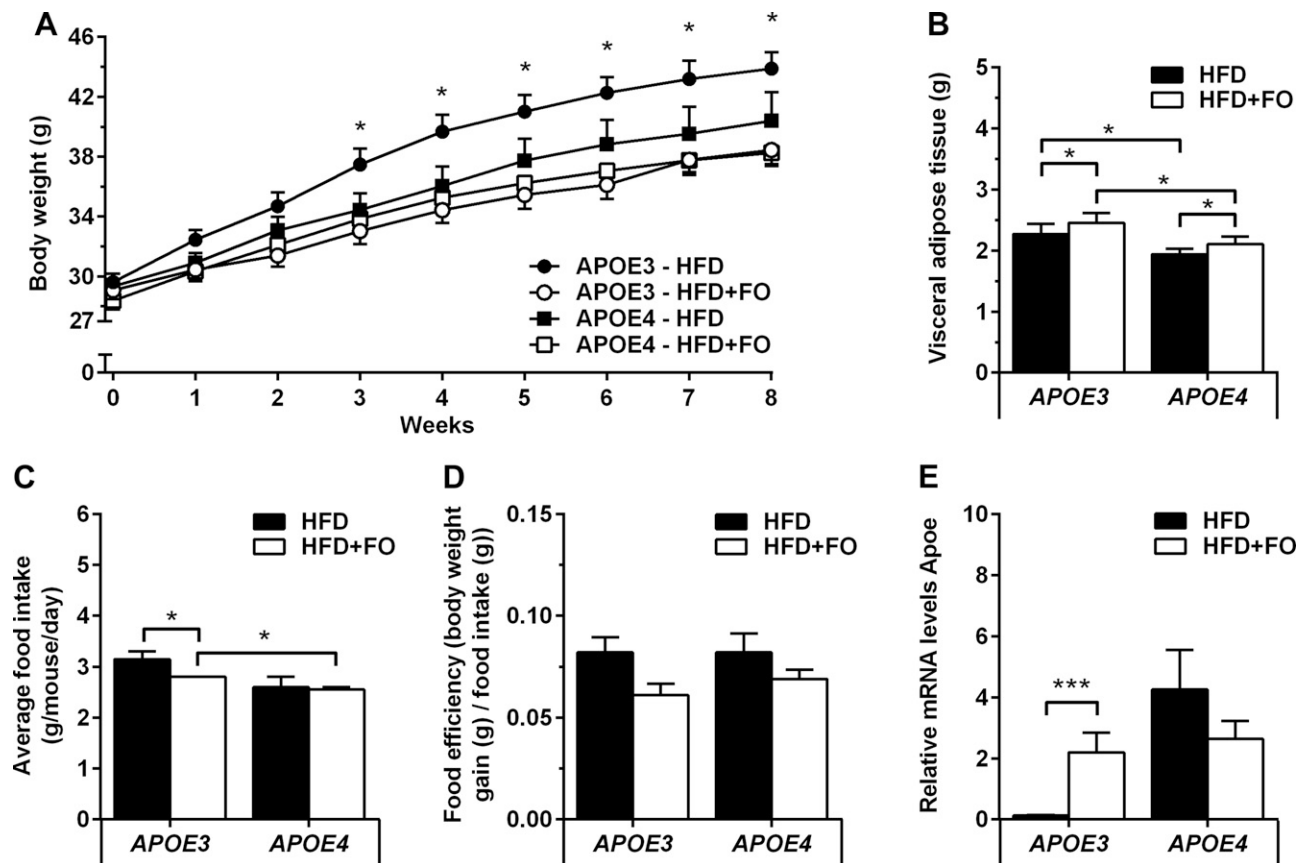 A
Body weight (g)
46
42
38
34
30
27
0
* * * * * *
APOE3 - HFD
APOE3 - HFD+FO
APOE4 - HFD
APOE4 - HFD+FO
0 1 2 3 4 5 6 7 8
Weeks
B
Visceral adipose tissue (g)
5
4
3
2
1
0
HFD
HFD+FO
*
*
*
*
APOE3 APOE4
C
Average food intake
(g/mouse/day)
6
5
4
3
2
1
0
HFD
HFD+FO
*
*
APOE3 APOE4
D
Food efficiency (body weight
gain (g) / food intake (g))
0.15
0.10
0.05
0.00
HFD
HFD+FO
APOE3 APOE4
E
Relative mRNA levels Apoe
10
8
6
4
2
0
HFD
HFD+FO
***
APOE3 APOE4